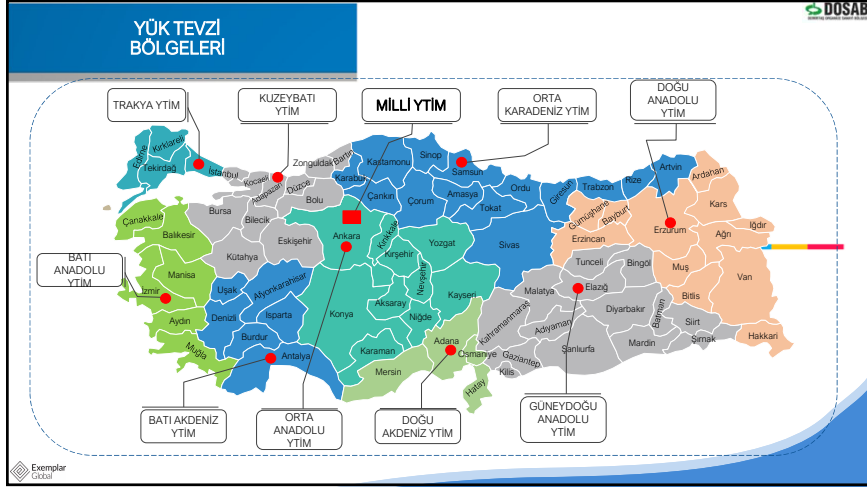 YÜK TEVZİ
BÖLGELERİ
DOSAB
TRAKYA YTİM
KUZEYBATI
YTİM
MİLLİ YTİM
ORTA
KARADENİZ YTİM
DOĞU
ANADOLU
YTİM
Edirne
Kırklareli
Tekirdağ
İstanbul
Kocaeli
Adapazarı
Düzce
Zonguldak
Bartın
Karabük
Kastamonu
Sinop
Samsun
Çankırı
Çorum
Amasya
Tokat
Ordu
Giresun
Trabzon
Rize
Artvin
Ardahan
Kars
Iğdır
Ağrı
Gümüşhane
Bayburt
Erzurum
Erzincan
Çanakkale
Balıkesir
Bursa
Bilecik
Bolu
Eskişehir
Kütahya
Ankara
Kırıkkale
Kırşehir
Yozgat
Sivas
Tunceli
Bingöl
Muş
Van
Bitlis
BATI
ANADOLU
YTİM
Manisa
İzmir
Aydın
Muğla
Uşak
Afyonkarahisar
Denizli
Isparta
Burdur
Antalya
Konya
Aksaray
Nevşehir
Niğde
Kayseri
Karaman
Mersin
Adana
Osmaniye
Hatay
Kahramanmaraş
Malatya
Elazığ
Adıyaman
Diyarbakır
Batman
Siirt
Şırnak
Mardin
Şanlıurfa
Gaziantep
Kilis
Hakkari
BATI AKDENİZ
YTİM
ORTA
ANADOLU
YTİM
DOĞU
AKDENİZ YTİM
GÜNEYDOĞU
ANADOLU
YTİM
Exemplar
Global